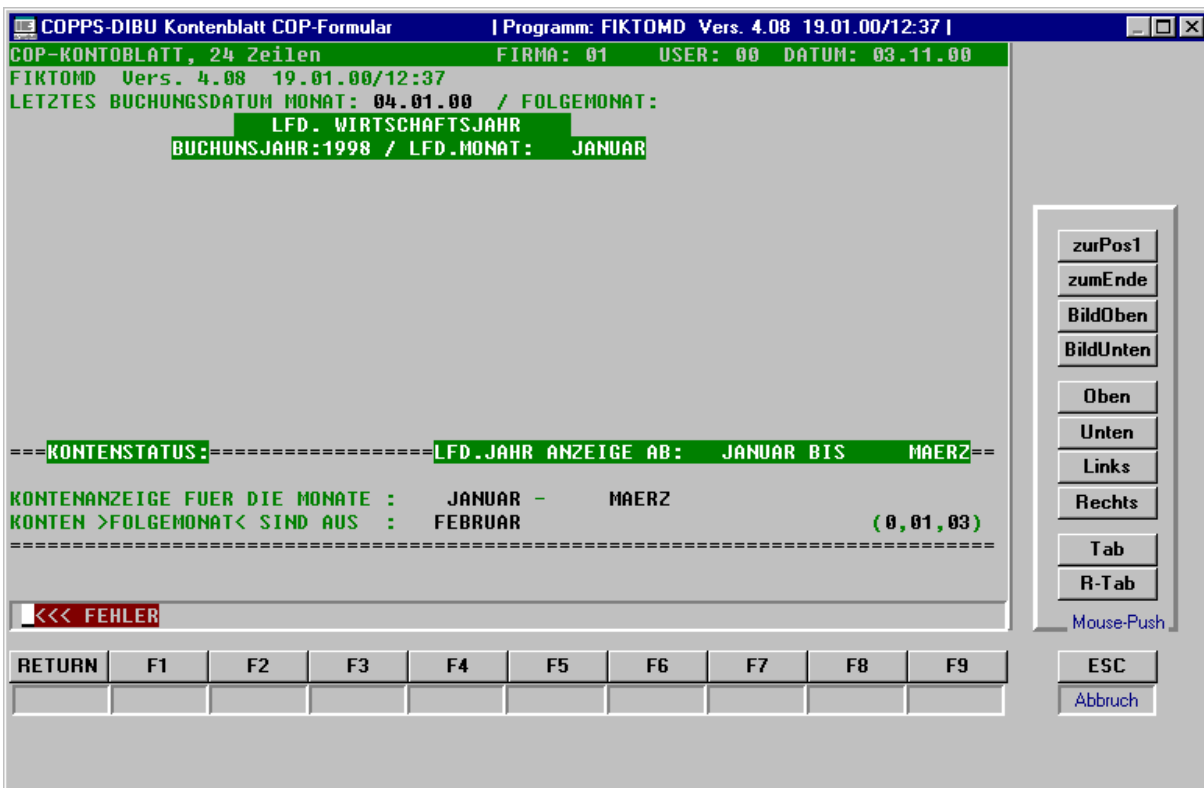 COPPS-DIBU Kontenblatt COP-Formular | Programm: FIKTOMD Vers. 4.08 19.01.00/12:37 |
COP-KONTOBLATT, 24 Zeilen FIRMA: 01 USER: 00 DATUM: 03.11.00
FIKTOMD Vers. 4.08 19.01.00/12:37
LETZTES BUCHUNGSDATUM MONAT: 04.01.00 / FOLGEMONAT:
LFD. WIRTSCHAFTSJAHR
BUCHUNSJAHR:1998 / LFD.MONAT: JANUAR
===KONTENSTATUS:==================LFD.JAHR ANZEIGE AB: JANUAR BIS MAERZ==
KONTENANZEIGE FUER DIE MONATE : JANUAR - MAERZ
KONTEN >FOLGEMONAT< SIND AUS : FEBRUAR (0,01,03)
===============================================================================
<<< FEHLER
RETURN F1 F2 F3 F4 F5 F6 F7 F8 F9
zurPos1
zumEnde
BildOben
BildUnten
Oben
Unten
Links
Rechts
Tab
R-Tab
Mouse-Push
ESC
Abbruch